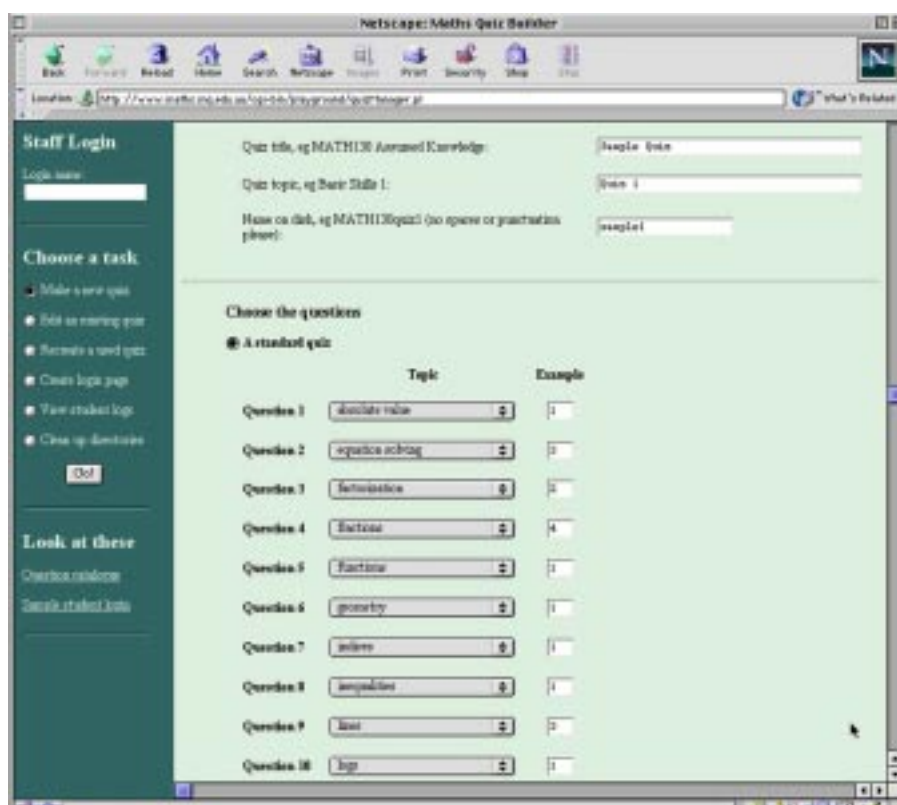 Netscape: Maths Quiz Builder
Back Forward Reload Home Search Netscape Images Print Security Shop Stop
Location: What's Related
Staff Login
Login name:
Choose a task
Make a new quiz
Edit an existing quiz
Recreate a used quiz
Create login page
View student logs
Clean up directories
Go!
Look at these
Question database
Sample student login
Quiz title, eg MATH130 Assumed Knowledge: Sample Quiz
Quiz topic, eg Basic Skills 1: Quiz 1
Name on disk, eg MATH130quiz1 (no spaces or punctuation
please): sample1
Choose the questions
A standard quiz
Topic Example
Question 1 absolute value
Question 2 equation solving
Question 3 factorisation
Question 4 fractions 4
Question 5 functions
Question 6 geometry
Question 7 indices
Question 8 inequalities
Question 9 lines
Question 10 logs